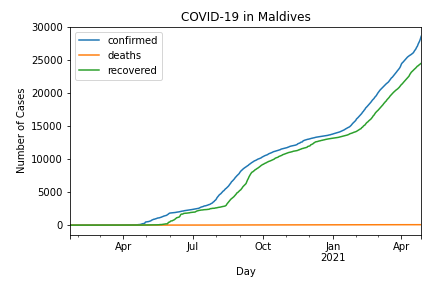 COVID-19 in Maldives
confirmed
deaths
recovered
Number of Cases
30000
25000
20000
15000
10000
5000
0
Apr
Jul
Oct
Jan
2021
Apr
Day